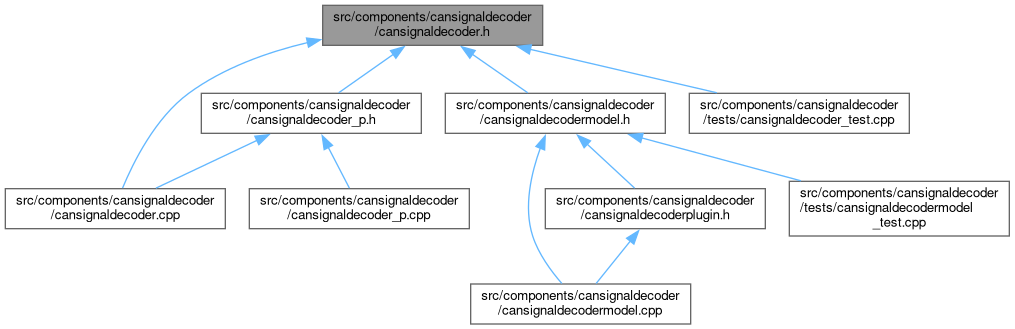 src/components/cansignaldecoder
/cansignaldecoder.h
src/components/cansignaldecoder
/cansignaldecoder_p.h
src/components/cansignaldecoder
/cansignaldecodermodel.h
src/components/cansignaldecoder
/tests/cansignaldecoder_test.cpp
src/components/cansignaldecoder
/cansignaldecoder.cpp
src/components/cansignaldecoder
/cansignaldecoder_p.cpp
src/components/cansignaldecoder
/cansignaldecoderplugin.h
src/components/cansignaldecoder
/tests/cansignaldecodermodel
_test.cpp
src/components/cansignaldecoder
/cansignaldecodermodel.cpp